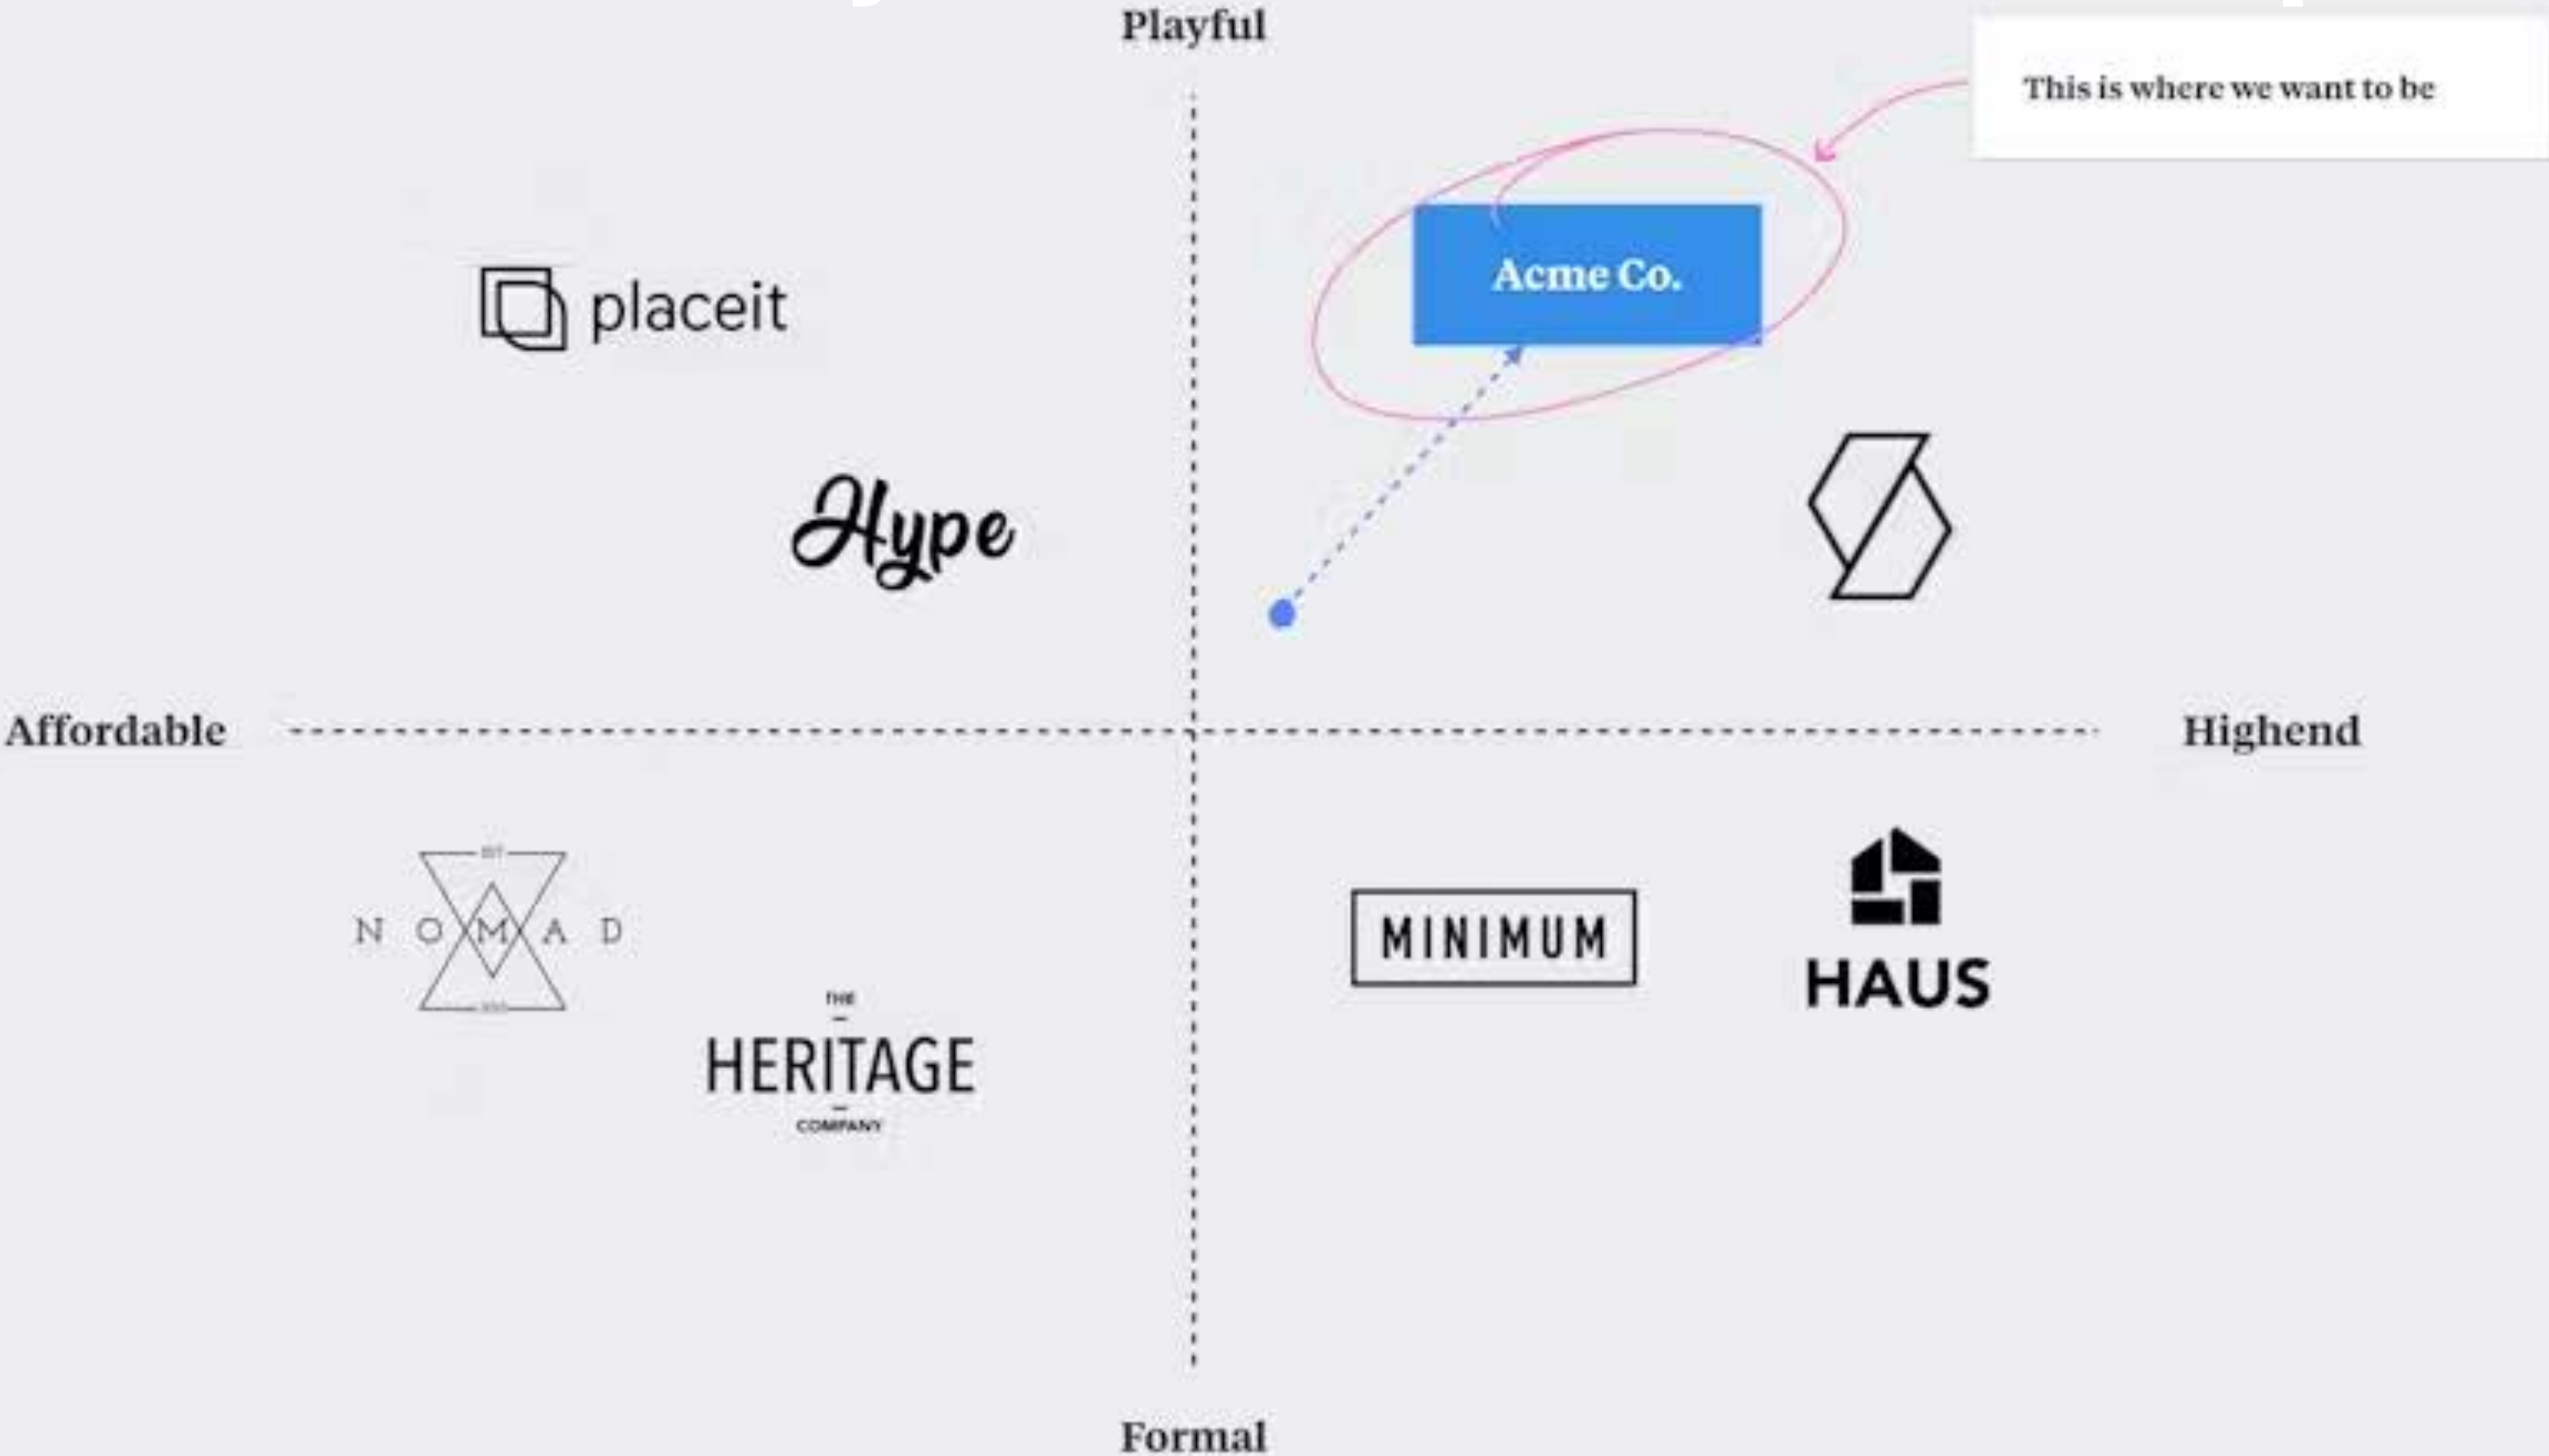 Playful
This is where we want to be
Acme Co.
placeit
Hype
Affordable
Highend
NOMAD
MINIMUM
HAUS
THE
HERITAGE
COMPANY
Formal